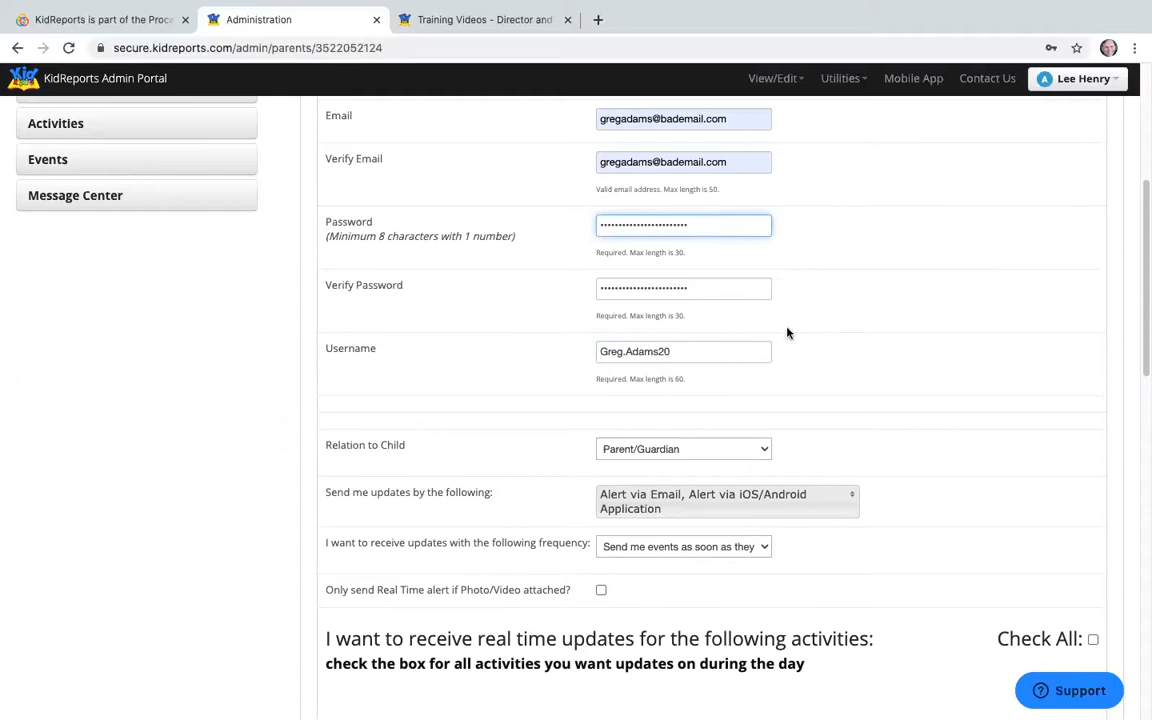 KidReports is part of the Proca
Administration
Training Videos - Director and
secure.kidreports.com/admin/parents/3522052124
KidReports Admin Portal
View/Edit
Utilities
Mobile App
Contact Us
A
Lee Henry
Activities
Events
Message Center
Email
gregadams@bademail.com
Verify Email
gregadams@bademail.com
Valid email address. Max length is 50.
Password
(Minimum 8 characters with 1 number)
Required. Max length is 30.
Verify Password
Required. Max length is 30.
Username
Greg.Adams20
Required. Max length is 60.
Relation to Child
Parent/Guardian
Send me updates by the following:
Alert via Email, Alert via iOS/Android
Application
I want to receive updates with the following frequency:
Send me events as soon as they
Only send Real Time alert if Photo/Video attached?
I want to receive real time updates for the following activities:
Check All:
check the box for all activities you want updates on during the day
Support